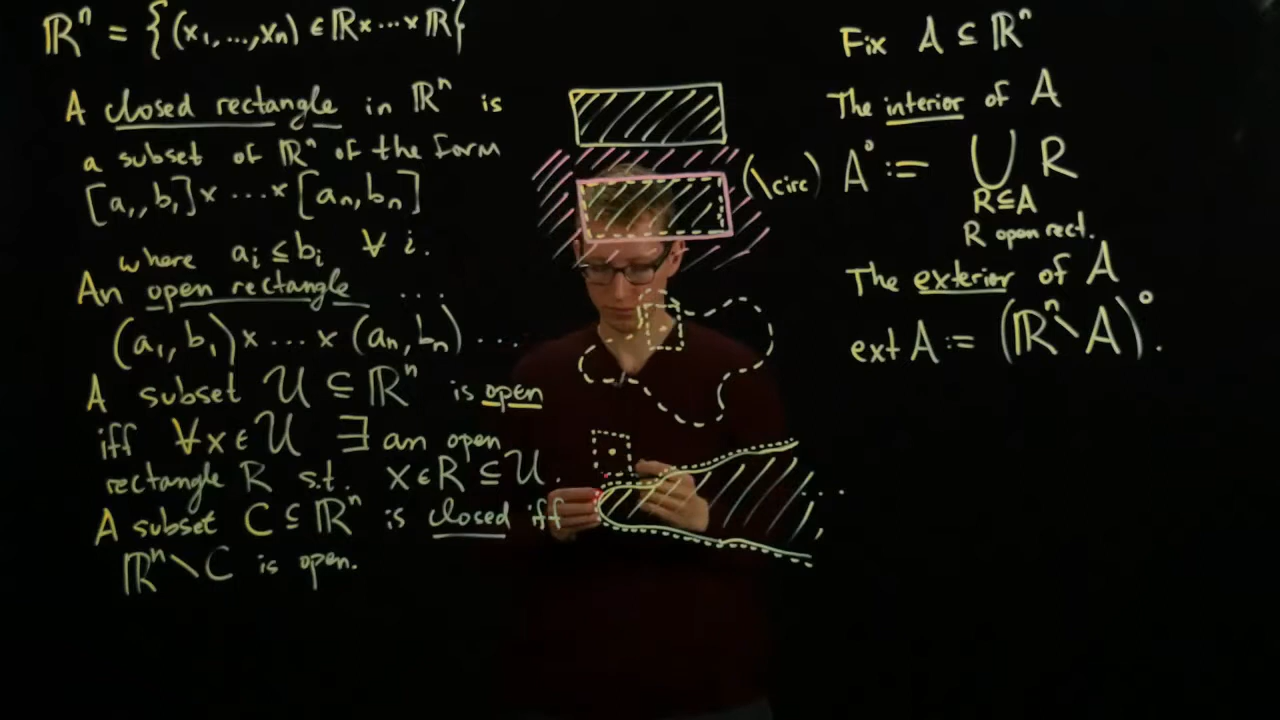 ℝⁿ = {(x₁,...,xₙ) ∈ ℝ×···×ℝ}
A closed rectangle in ℝⁿ is
a subset of ℝⁿ of the form
[a₁,b₁]× ... ×[aₙ,bₙ]
where aᵢ ≤ bᵢ ∀ i.
An open rectangle ...
(a₁,b₁)× ... ×(aₙ,bₙ) ...
A subset U ⊆ ℝⁿ is open
iff ∀x∈U ∃ an open
rectangle R s.t. x∈R⊆U.
A subset C⊆ℝⁿ is closed iff
ℝⁿ∖C is open.
...
Fix A ⊆ ℝⁿ
The interior of A
(\circ) A° := ⋃ R
R⊆A
R open rect.
The exterior of A
ext A := (ℝⁿ∖A)°.